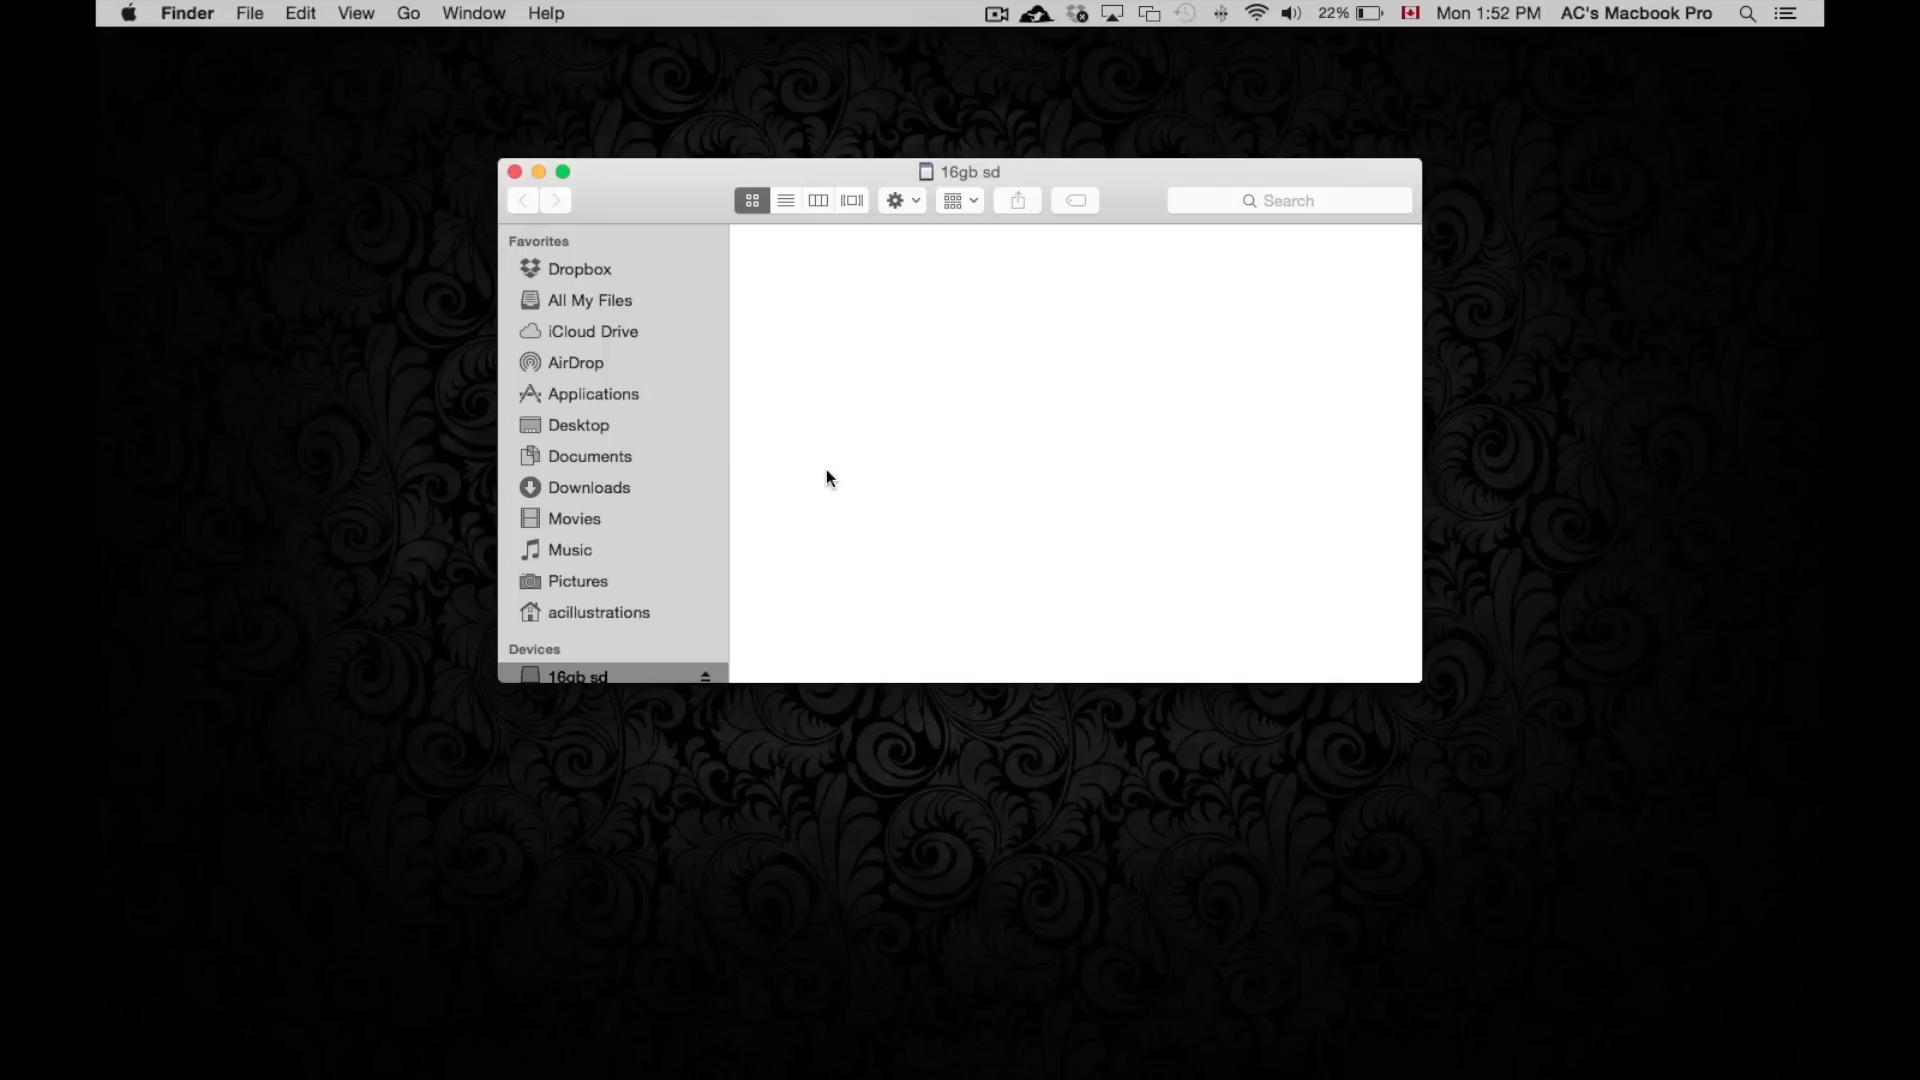 Finder File Edit View Go Window Help 22% Mon 1:52 PM AC's Macbook Pro
16gb sd
Search
Favorites
Dropbox
All My Files
iCloud Drive
AirDrop
Applications
Desktop
Documents
Downloads
Movies
Music
Pictures
acillustrations
Devices
16gb sd